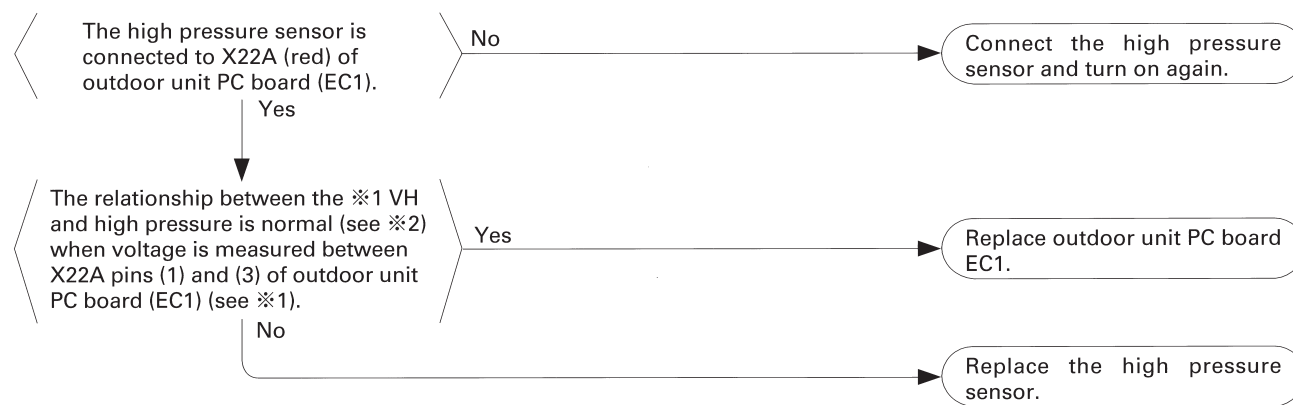 The high pressure sensor is
connected to X22A (red) of
outdoor unit PC board (EC1).
No
Connect the high pressure
sensor and turn on again.
Yes
The relationship between the ※1 VH
and high pressure is normal (see ※2)
when voltage is measured between
X22A pins (1) and (3) of outdoor unit
PC board (EC1) (see ※1).
Yes
Replace outdoor unit PC board
EC1.
No
Replace the high pressure
sensor.